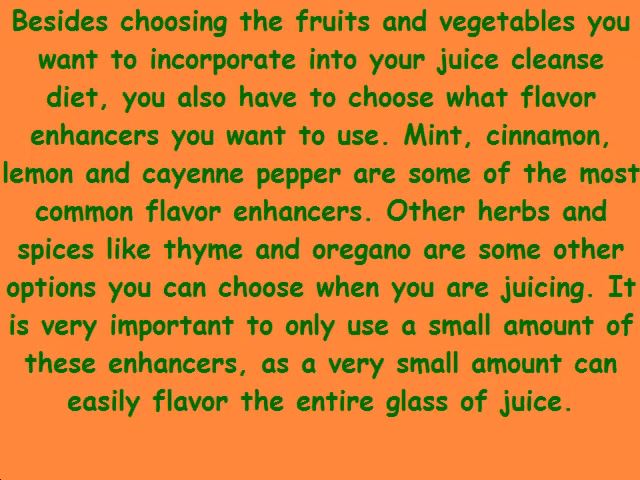 Besides choosing the fruits and vegetables you
want to incorporate into your juice cleanse
diet, you also have to choose what flavor
enhancers you want to use. Mint, cinnamon,
lemon and cayenne pepper are some of the most
common flavor enhancers. Other herbs and
spices like thyme and oregano are some other
options you can choose when you are juicing. It
is very important to only use a small amount of
these enhancers, as a very small amount can
easily flavor the entire glass of juice.